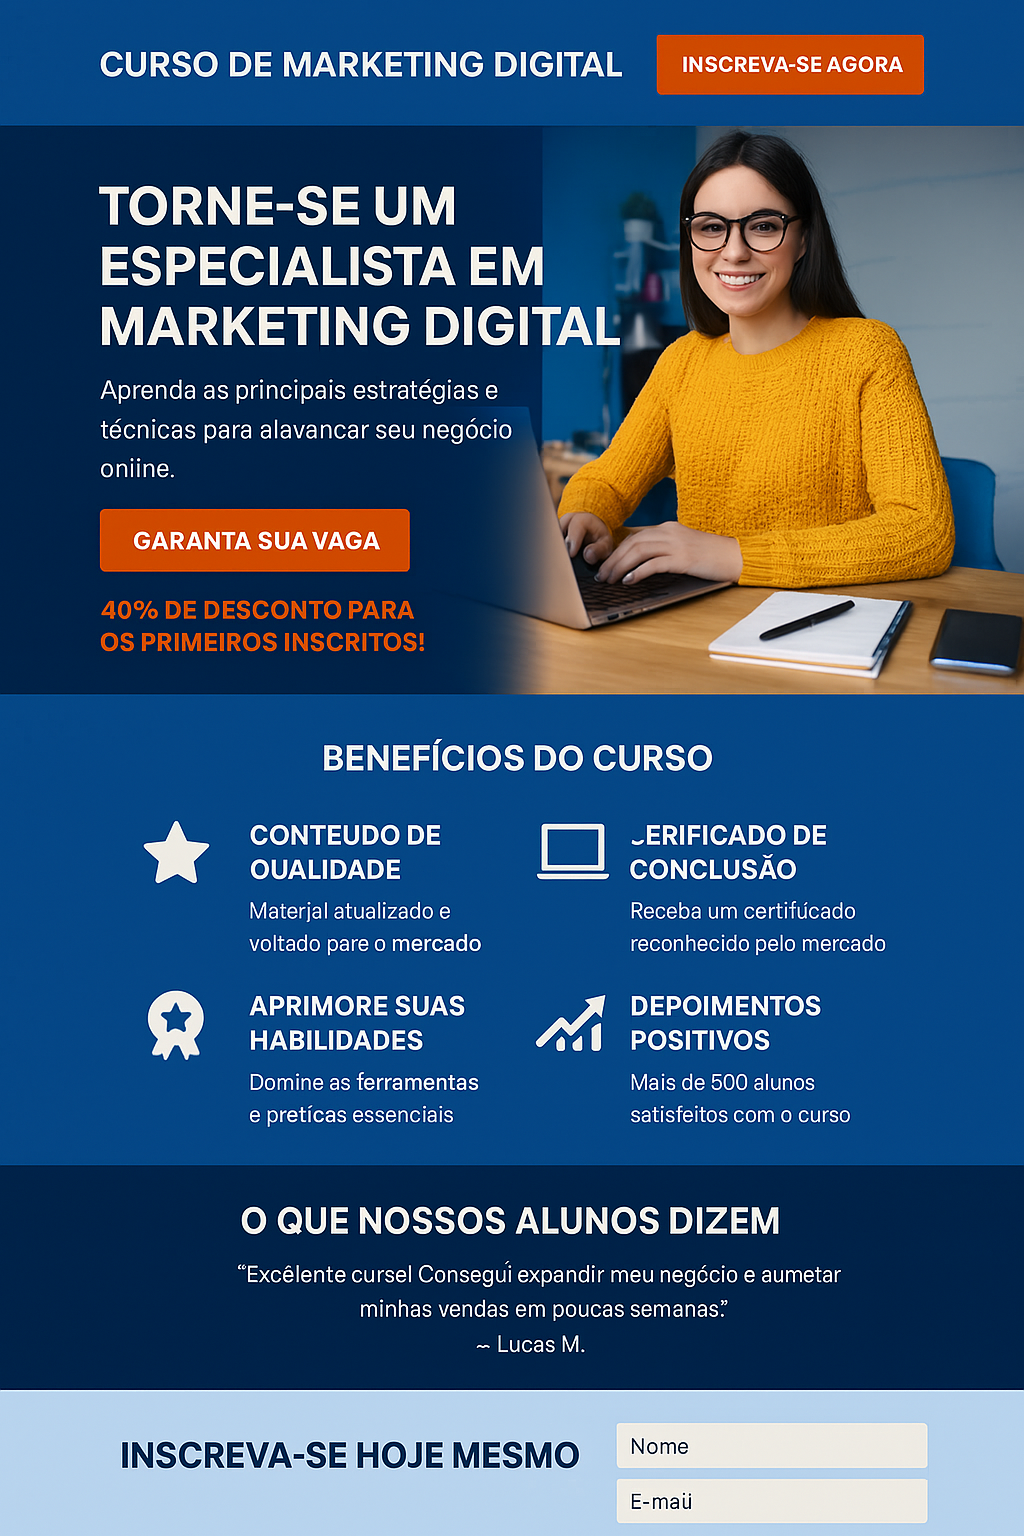 CURSO DE MARKETING DIGITAL
INSCREVA-SE AGORA
TORNE-SE UM
ESPECIALISTA EM
MARKETING DIGITAL
Aprenda as principais estratégias e
técnicas para alavancar seu negócio
oniine.
GARANTA SUA VAGA
40% DE DESCONTO PARA
OS PRIMEIROS INSCRITOS!
BENEFÍCIOS DO CURSO
CONTEUDO DE
OUALIDADE
Materjal atualizado e
voltado pare o mercado
ERIFICADO DE
CONCLUSÃO
Receba um certifúcado
reconhecido pelo mercado
APRIMORE SUAS
HABILIDADES
Domine as ferramentas
e pretícas essenciais
DEPOIMENTOS
POSITIVOS
Mais de 500 alunos
satisfeitos com o curso
O QUE NOSSOS ALUNOS DIZEM
“Excêlente cursel Conseguí expandir meu negócio e aumetar
minhas vendas em poucas semanas.”
~ Lucas M.
INSCREVA-SE HOJE MESMO
Nome
E-maü